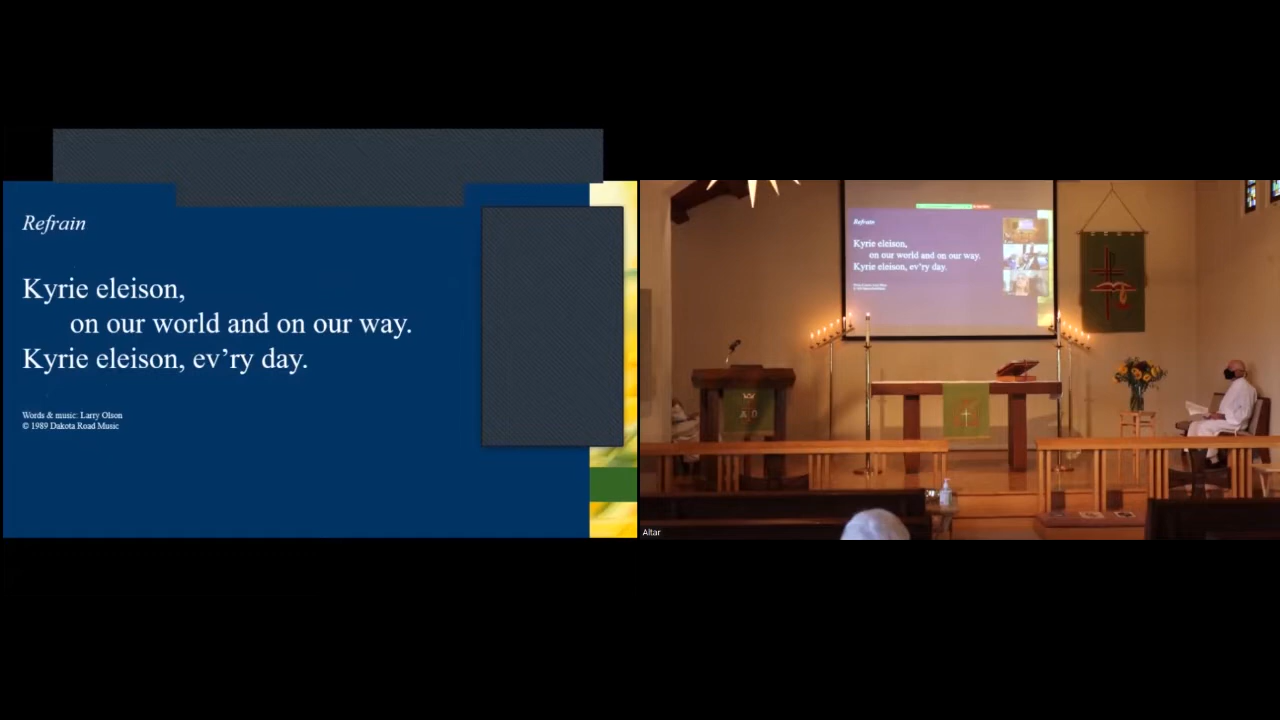 Refrain
Kyrie eleison,
on our world and on our way.
Kyrie eleison, ev’ry day.
Words & music: Larry Olson
© 1989 Dakota Road Music
Refrain
Kyrie eleison,
on our world and on our way.
Kyrie eleison, ev’ry day.
Altar